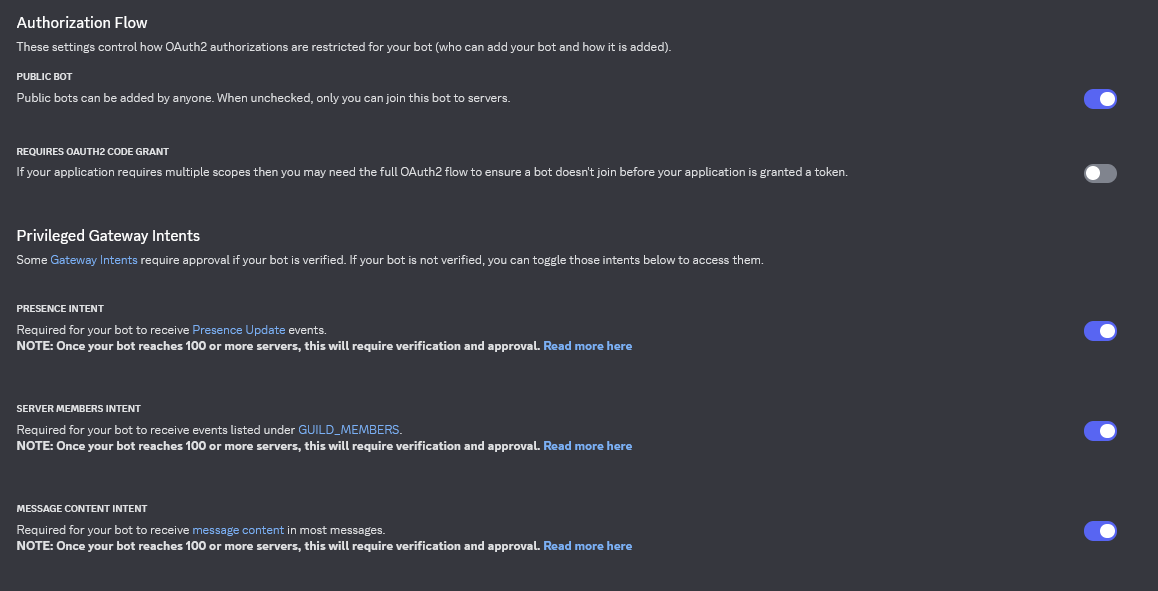 Authorization Flow
These settings control how OAuth2 authorizations are restricted for your bot (who can add your bot and how it is added).
PUBLIC BOT
Public bots can be added by anyone. When unchecked, only you can join this bot to servers.
REQUIRES OAUTH2 CODE GRANT
If your application requires multiple scopes then you may need the full OAuth2 flow to ensure a bot doesn't join before your application is granted a token.
Privileged Gateway Intents
Some Gateway Intents require approval if your bot is verified. If your bot is not verified, you can toggle those intents below to access them.
PRESENCE INTENT
Required for your bot to receive Presence Update events.
NOTE: Once your bot reaches 100 or more servers, this will require verification and approval. Read more here
SERVER MEMBERS INTENT
Required for your bot to receive events listed under GUILD_MEMBERS.
NOTE: Once your bot reaches 100 or more servers, this will require verification and approval. Read more here
MESSAGE CONTENT INTENT
Required for your bot to receive message content in most messages.
NOTE: Once your bot reaches 100 or more servers, this will require verification and approval. Read more here